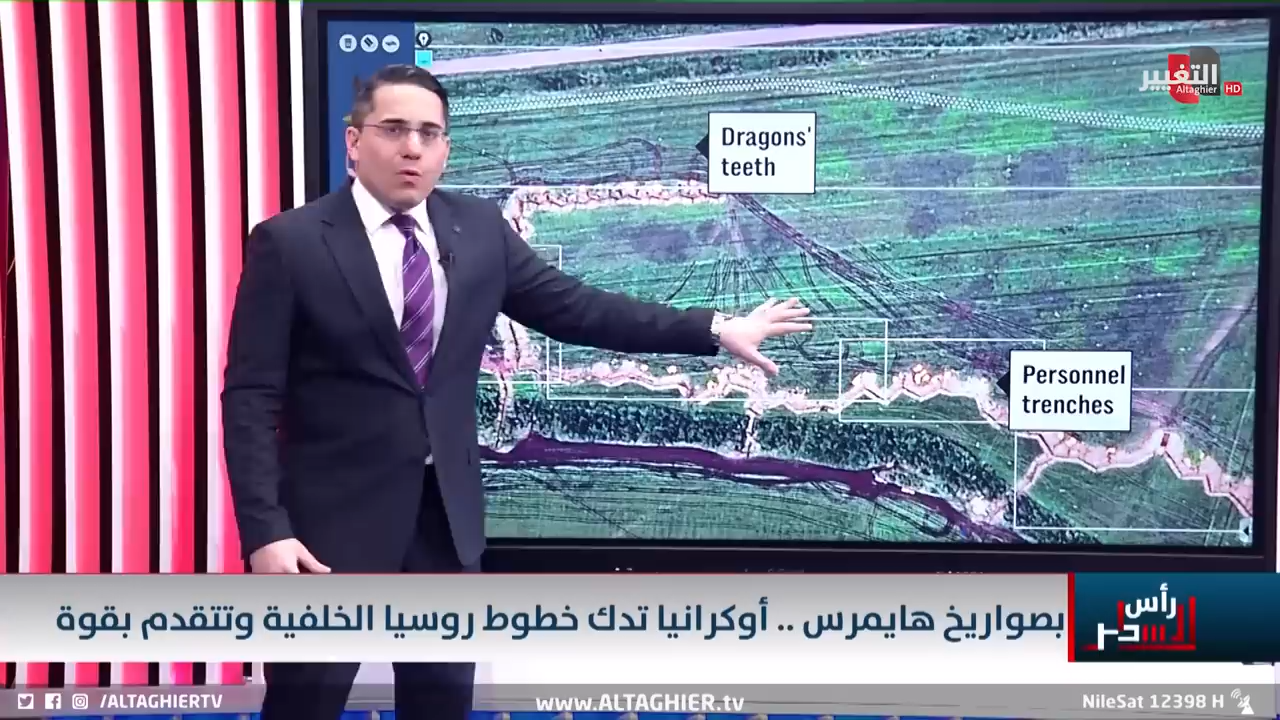 التغيير
Altaghier HD
Dragons'
teeth
Personnel
trenches
رأس
السطر
بصواريخ هايمرس .. أوكرانيا تدك خطوط روسيا الخلفية وتتقدم بقوة
/ALTAGHIERTV
www.ALTAGHIER.tv
NileSat 12398 H